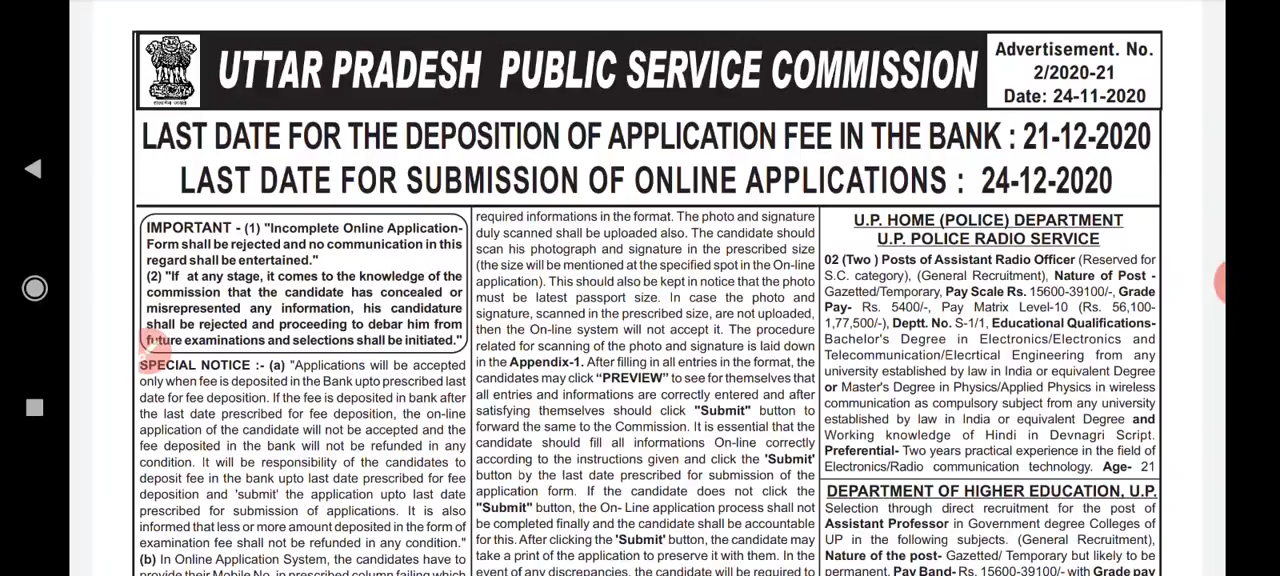 UTTAR PRADESH PUBLIC SERVICE COMMISSION
Advertisement. No.
2/2020-21
Date: 24-11-2020
LAST DATE FOR THE DEPOSITION OF APPLICATION FEE IN THE BANK : 21-12-2020
LAST DATE FOR SUBMISSION OF ONLINE APPLICATIONS : 24-12-2020
IMPORTANT - (1) "Incomplete Online Application-
Form shall be rejected and no communication in this
regard shall be entertained."
(2) "If at any stage, it comes to the knowledge of the
commission that the candidate has concealed or
misrepresented any information, his candidature
shall be rejected and proceeding to debar him from
future examinations and selections shall be initiated."
SPECIAL NOTICE :- (a) "Applications will be accepted
only when fee is deposited in the Bank upto prescribed last
date for fee deposition. If the fee is deposited in bank after
the last date prescribed for fee deposition, the on-line
application of the candidate will not be accepted and the
fee deposited in the bank will not be refunded in any
condition. It will be responsibility of the candidates to
deposit fee in the bank upto last date prescribed for fee
deposition and 'submit' the application upto last date
prescribed for submission of applications. It is also
informed that less or more amount deposited in the form of
examination fee shall not be refunded in any condition."
(b) In Online Application System, the candidates have to
provide their Mobile No. in prescribed column failing which
required informations in the format. The photo and signature
duly scanned shall be uploaded also. The candidate should
scan his photograph and signature in the prescribed size
(the size will be mentioned at the specified spot in the On-line
application). This should also be kept in notice that the photo
must be latest passport size. In case the photo and
signature, scanned in the prescribed size, are not uploaded,
then the On-line system will not accept it. The procedure
related for scanning of the photo and signature is laid down
in the Appendix-1. After filling in all entries in the format, the
candidates may click “PREVIEW” to see for themselves that
all entries and informations are correctly entered and after
satisfying themselves should click "Submit" button to
forward the same to the Commission. It is essential that the
candidate should fill all informations On-line correctly
according to the instructions given and click the 'Submit'
button by the last date prescribed for submission of the
application form. If the candidate does not click the
"Submit" button, the On- Line application process shall not
be completed finally and the candidate shall be accountable
for this. After clicking the 'Submit' button, the candidate may
take a print of the application to preserve it with them. In the
event of any discrepancies, the candidate will be required to
U.P. HOME (POLICE) DEPARTMENT
U.P. POLICE RADIO SERVICE
02 (Two ) Posts of Assistant Radio Officer (Reserved for
S.C. category), (General Recruitment), Nature of Post -
Gazetted/Temporary, Pay Scale Rs. 15600-39100/-, Grade
Pay- Rs. 5400/-, Pay Matrix Level-10 (Rs. 56,100-
1,77,500/-), Deptt. No. S-1/1, Educational Qualifications-
Bachelor's Degree in Electronics/Electronics and
Telecommunication/Elecrtical Engineering from any
university established by law in India or equivalent Degree
or Master's Degree in Physics/Applied Physics in wireless
communication as compulsory subject from any university
established by law in India or equivalent Degree and
Working knowledge of Hindi in Devnagri Script.
Preferential- Two years practical experience in the field of
Electronics/Radio communication technology. Age- 21
DEPARTMENT OF HIGHER EDUCATION, U.P.
Selection through direct recruitment for the post of
Assistant Professor in Government degree Colleges of
UP in the following subjects. (General Recruitment),
Nature of the post- Gazetted/ Temporary but likely to be
permanent, Pay Band- Rs. 15600-39100/- with Grade pay